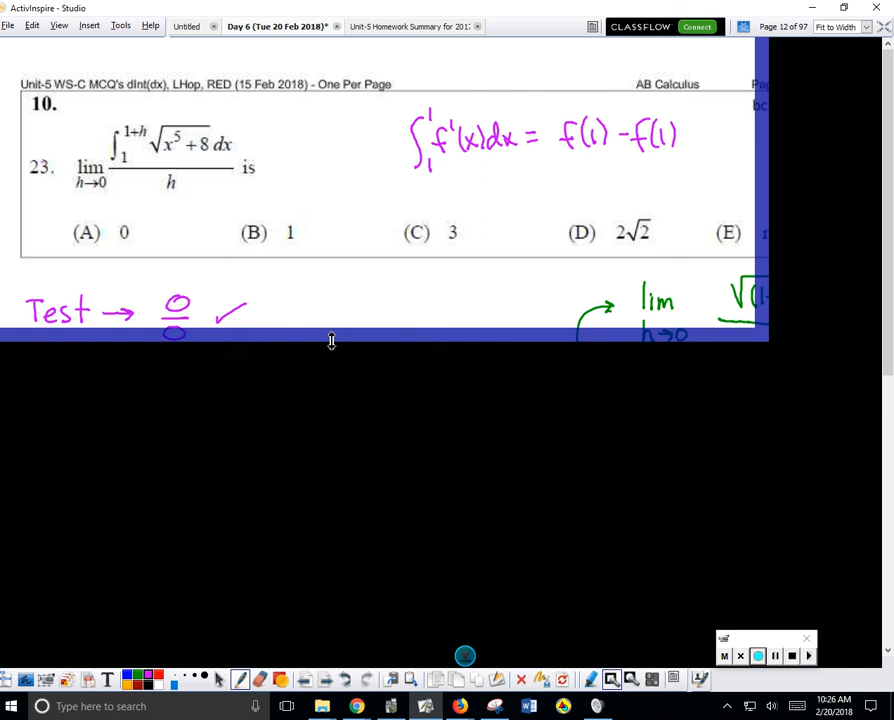 ActivInspire - Studio
File Edit View Insert Tools Help
Untitled
Day 6 (Tue 20 Feb 2018)*
Unit-5 Homework Summary for 201
CLASSFLOW Connect
Page 12 of 97
Fit to Width
Unit-5 WS-C MCQ's dInt(dx), LHop, RED (15 Feb 2018) - One Per Page AB Calculus
10.
∫₁¹ f'(x)dx = f(1) - f(1)
23. lim h→0 ∫₁^(1+h) √(x⁵ + 8) dx / h is
(A) 0 (B) 1 (C) 3 (D) 2√2 (E)
Test → 0/0 ✓
lim h→0
M
Type here to search
10:26 AM
2/20/2018